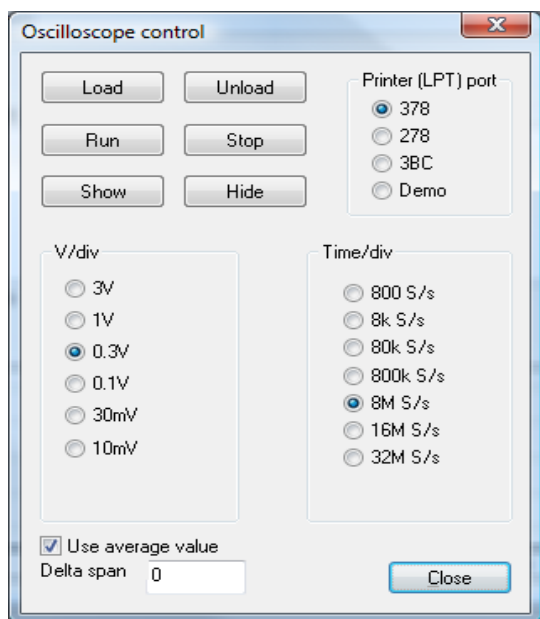 Oscilloscope control
Load Unload
Run Stop
Show Hide
Printer (LPT) port
378
278
3BC
Demo
V/div
3V
1V
0.3V
0.1V
30mV
10mV
Time/div
800 S/s
8k S/s
80k S/s
800k S/s
8M S/s
16M S/s
32M S/s
Use average value
Delta span 0
Close